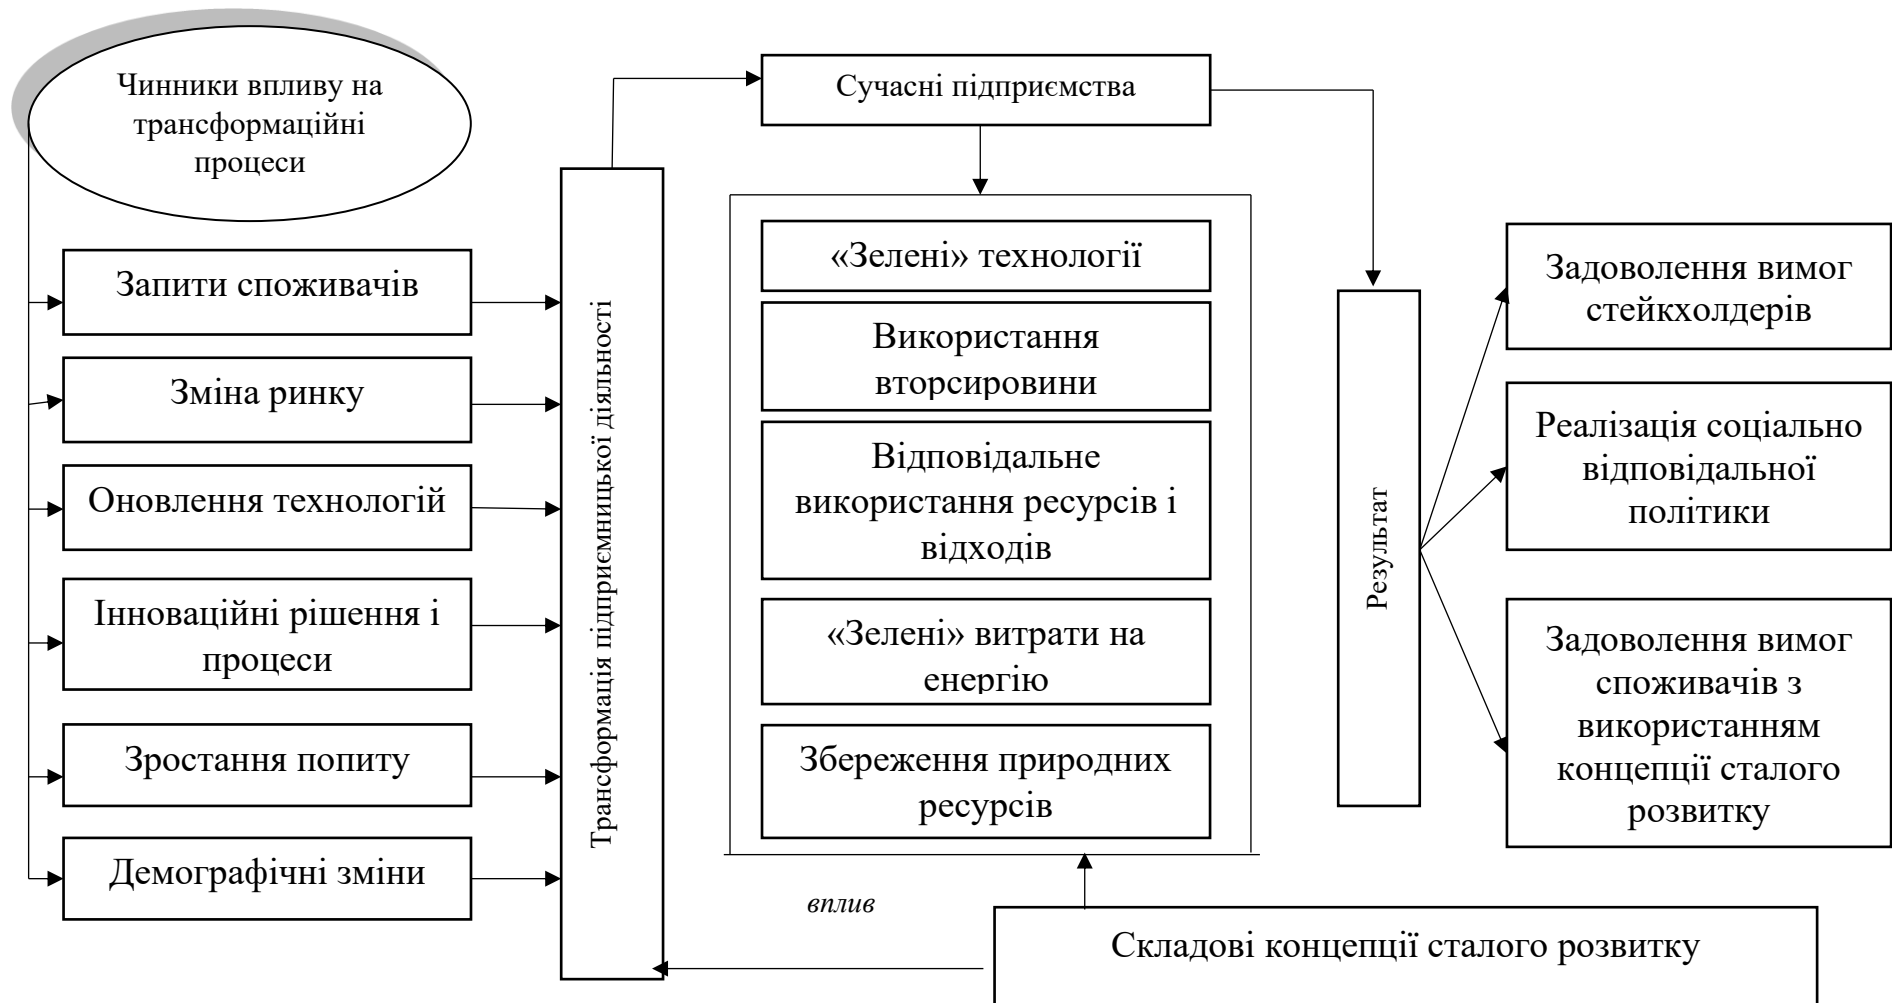 Чинники впливу на
трансформаційні
процеси
Запити споживачів
Зміна ринку
Оновлення технологій
Інноваційні рішення і
процеси
Зростання попиту
Демографічні зміни
Трансформація підприємницької діяльності
Сучасні підприємства
«Зелені» технології
Використання
вторсировини
Відповідальне
використання ресурсів і
відходів
«Зелені» витрати на
енергію
Збереження природних
ресурсів
вплив
Складові концепції сталого розвитку
Результат
Задоволення вимог
стейкхолдерів
Реалізація соціально
відповідальної
політики
Задоволення вимог
споживачів з
використанням
концепції сталого
розвитку